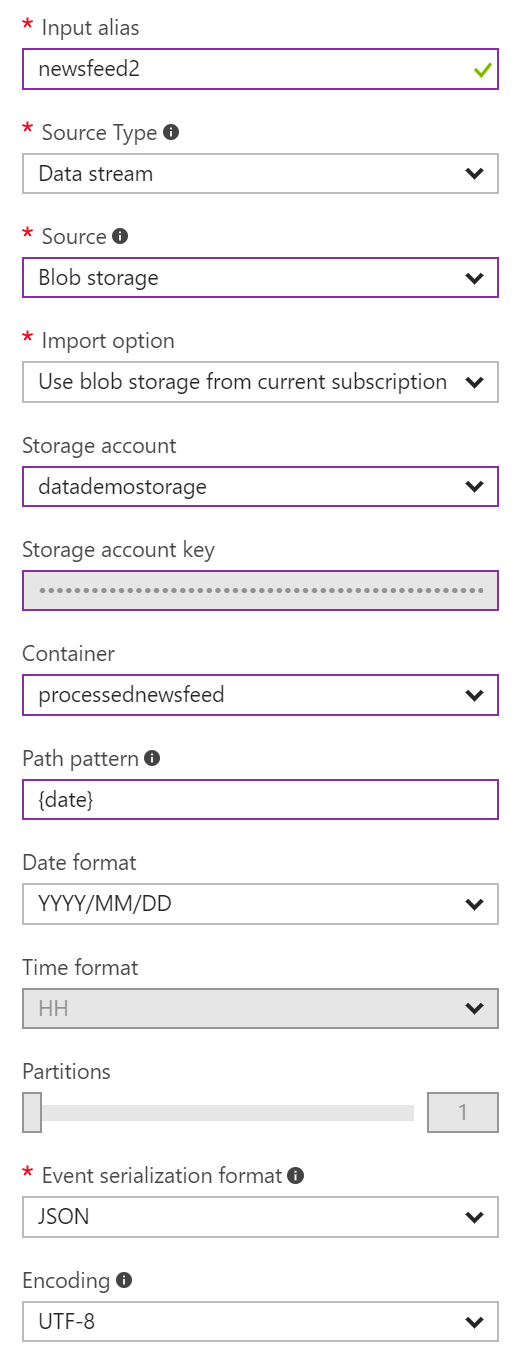 * Input alias
newsfeed2
* Source Type
Data stream
* Source
Blob storage
* Import option
Use blob storage from current subscription
Storage account
datademostorage
Storage account key
Container
processednewsfeed
Path pattern
{date}
Date format
YYYY/MM/DD
Time format
HH
Partitions
1
* Event serialization format
JSON
Encoding
UTF-8